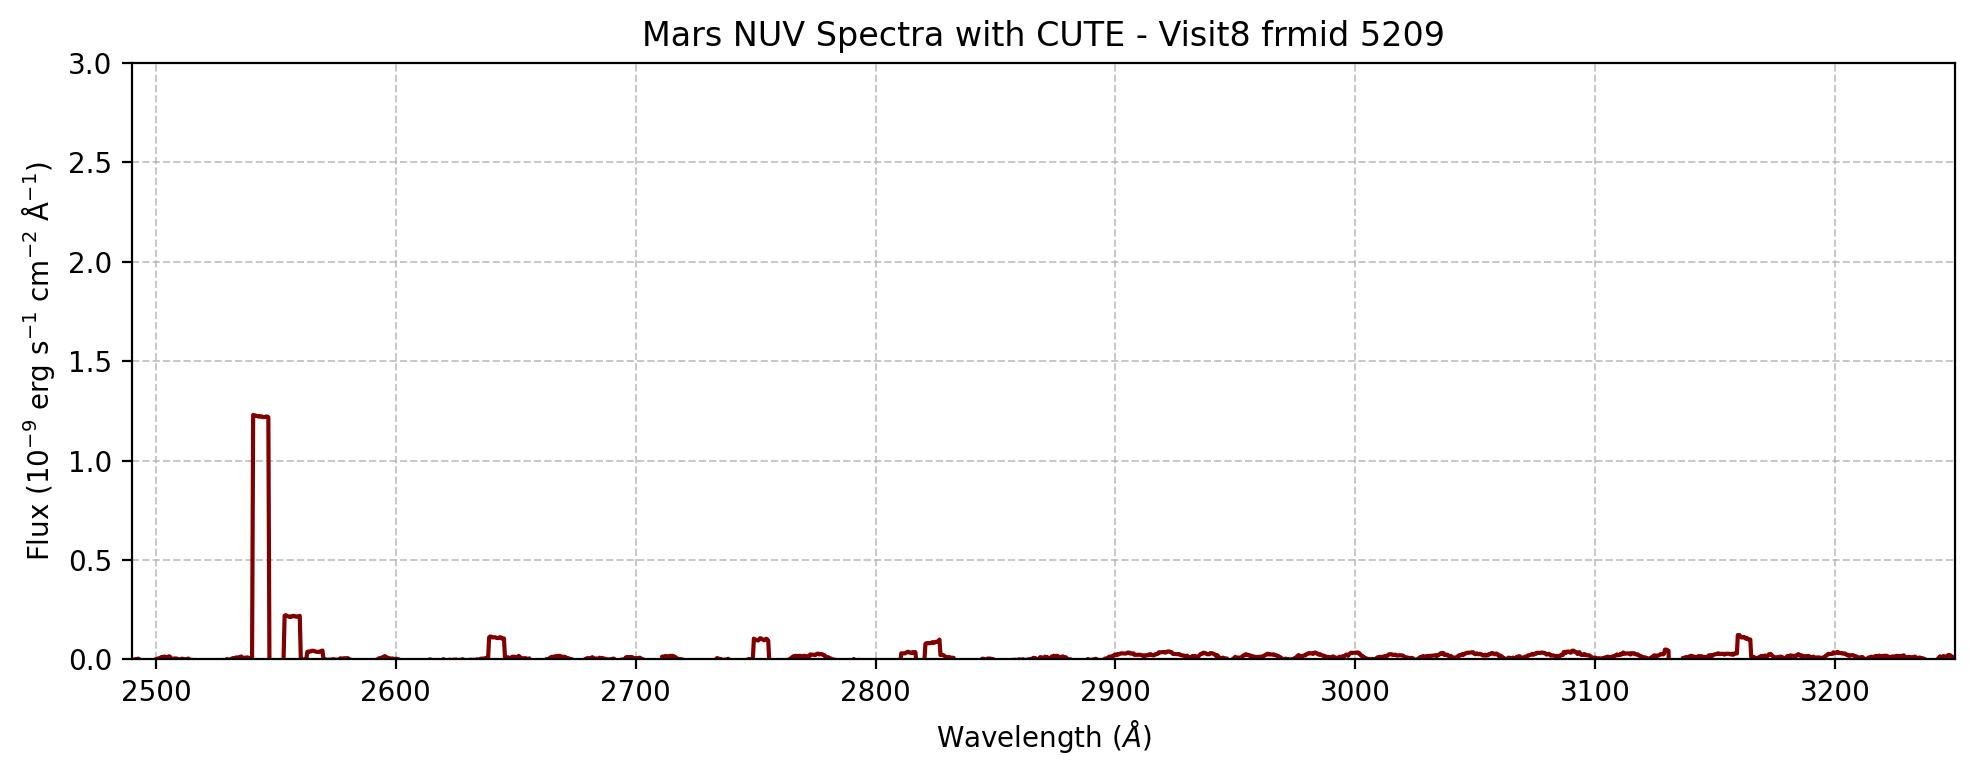 Mars NUV Spectra with CUTE - Visit8 frmid 5209
3.0
2.5
2.0
1.5
1.0
0.5
0.0
Flux (10⁻⁹ erg s⁻¹ cm⁻² Å⁻¹)
2500 2600 2700 2800 2900 3000 3100 3200
Wavelength (Å)